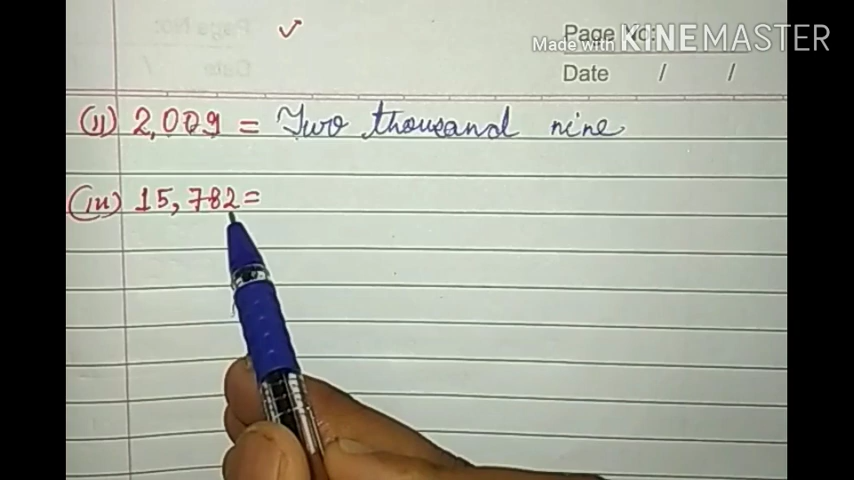 Page No:
Made with KINEMASTER
Date / /
(ii) 2,009 = Two thousand nine
(iii) 15,782=